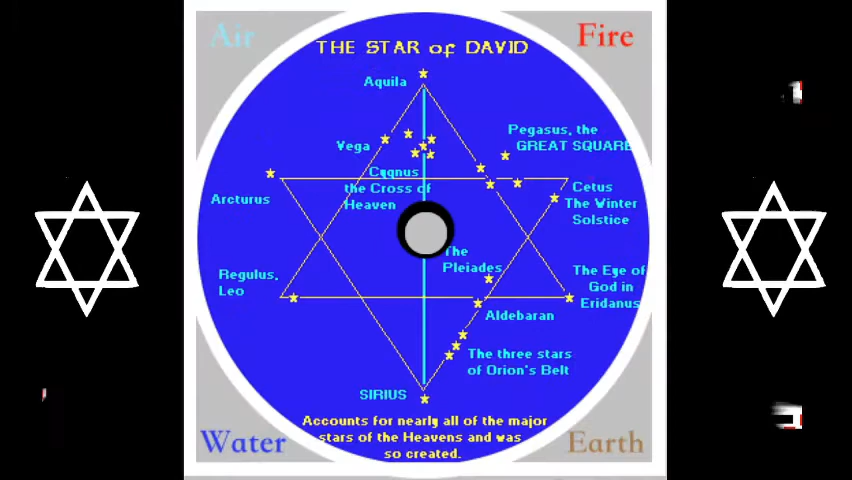 Air
Fire
THE STAR of DAVID
Aquila
Pegasus, the
GREAT SQUARE
Vega
Cygnus
the Cross of
Heaven
Arcturus
Cetus
The Winter
Solstice
The
Pleiades
Regulus,
Leo
The Eye of
God in
Eridanus
Aldebaran
The three stars
of Orion's Belt
SIRIUS
Accounts for nearly all of the major
stars of the Heavens and was
so created.
Water
Earth